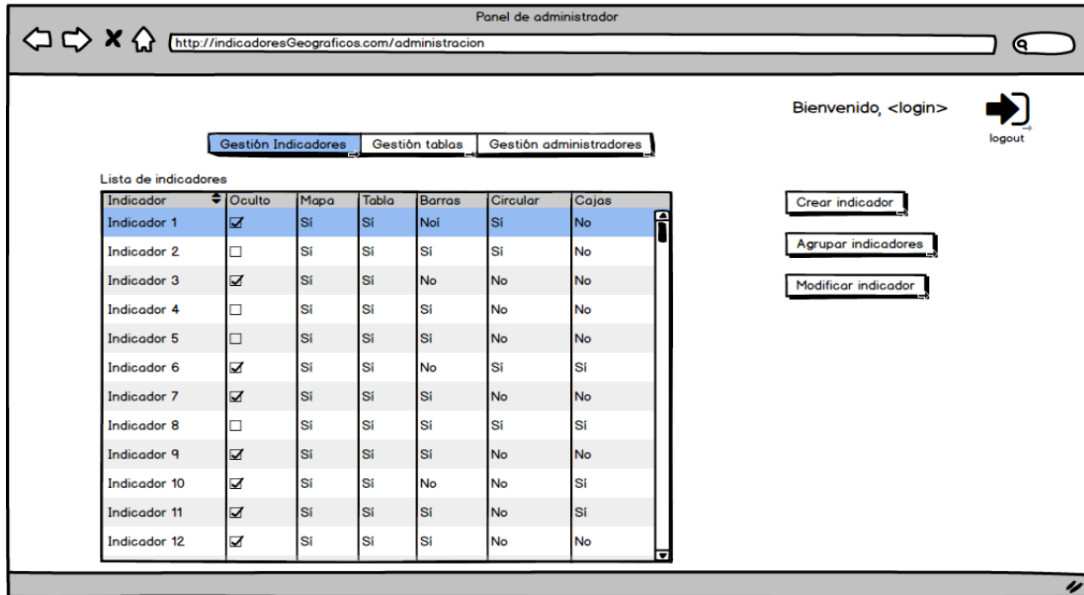 Panel de administrador
http://indicadoresGeograficos.com/administracion
Bienvenido, <login>
logout
Gestión Indicadores Gestión tablas Gestión administradores
Lista de indicadores
Indicador Oculto Mapa Tabla Barras Circular Cajas
Indicador 1 Sí Sí Noí Sí No
Indicador 2 Sí Sí Sí Sí No
Indicador 3 Sí Sí No No No
Indicador 4 Sí Sí Sí No No
Indicador 5 Sí Sí Sí No No
Indicador 6 Sí Sí No Sí Sí
Indicador 7 Sí Sí Sí No No
Indicador 8 Sí Sí Sí Sí Sí
Indicador 9 Sí Sí Sí No No
Indicador 10 Sí Sí No No Sí
Indicador 11 Sí Sí Sí No Sí
Indicador 12 Sí Sí Sí No No
Crear indicador
Agrupar indicadores
Modificar indicador